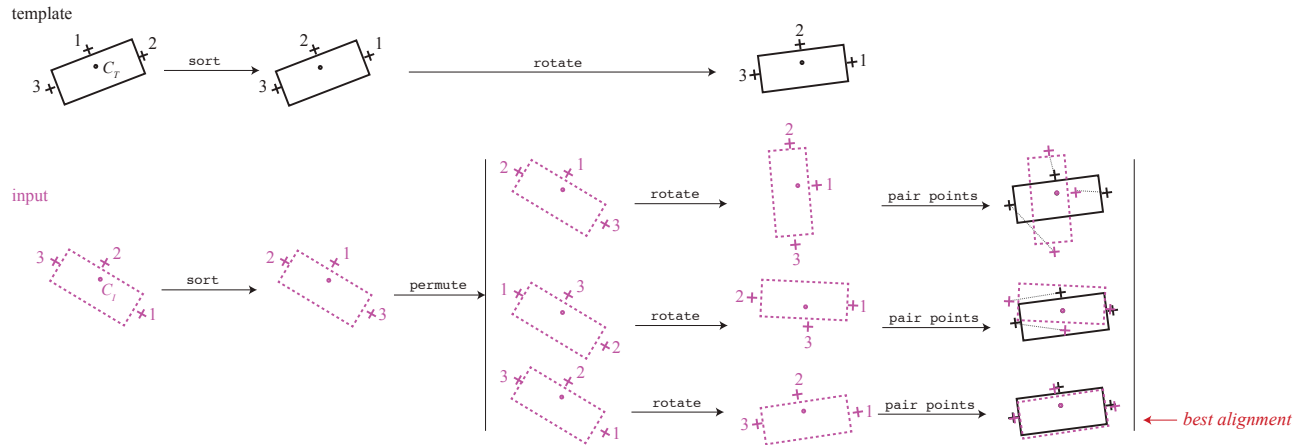 template
1
2
3
C_T
sort
2
1
3
rotate
2
1
3
input
3
2
C_I
1
sort
2
1
3
permute
2
1
3
rotate
2
1
3
pair points
1
3
2
rotate
2
1
3
pair points
3
2
1
rotate
2
3
1
pair points
best alignment